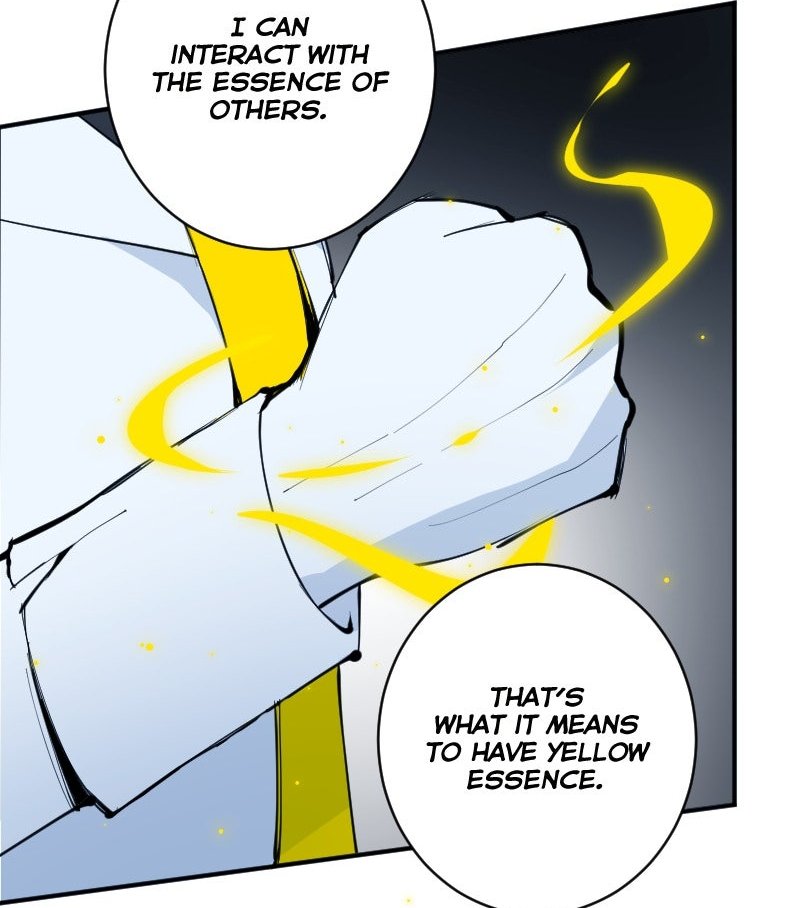 I CAN
INTERACT WITH
THE ESSENCE OF
OTHERS.
THAT'S
WHAT IT MEANS
TO HAVE YELLOW
ESSENCE.